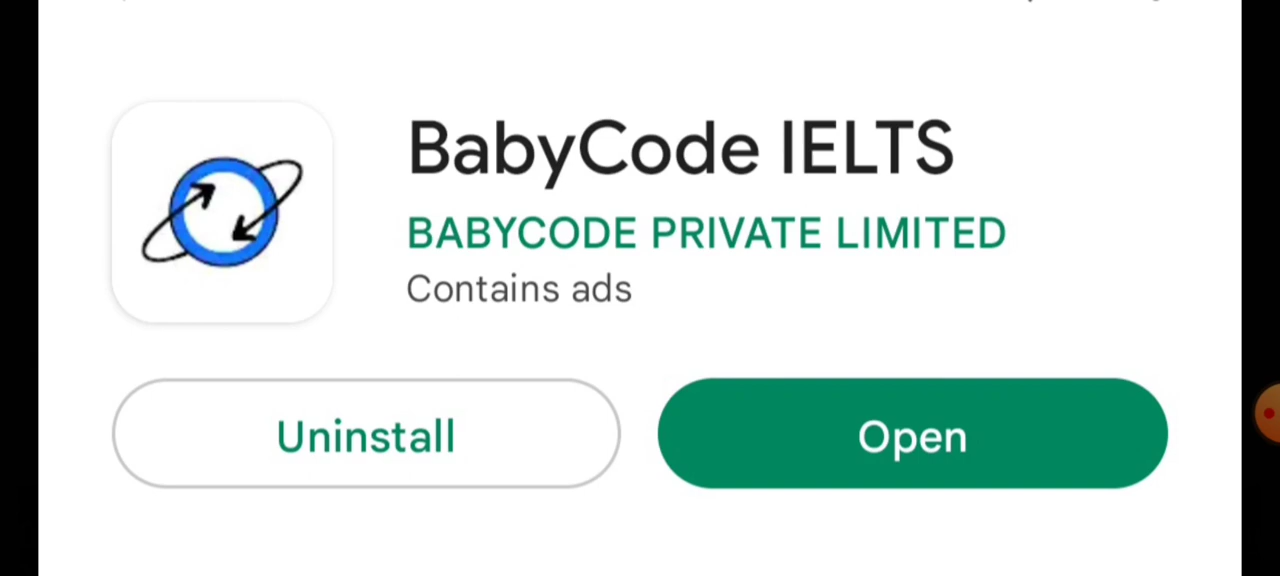 BabyCode IELTS
BABYCODE PRIVATE LIMITED
Contains ads
Uninstall
Open